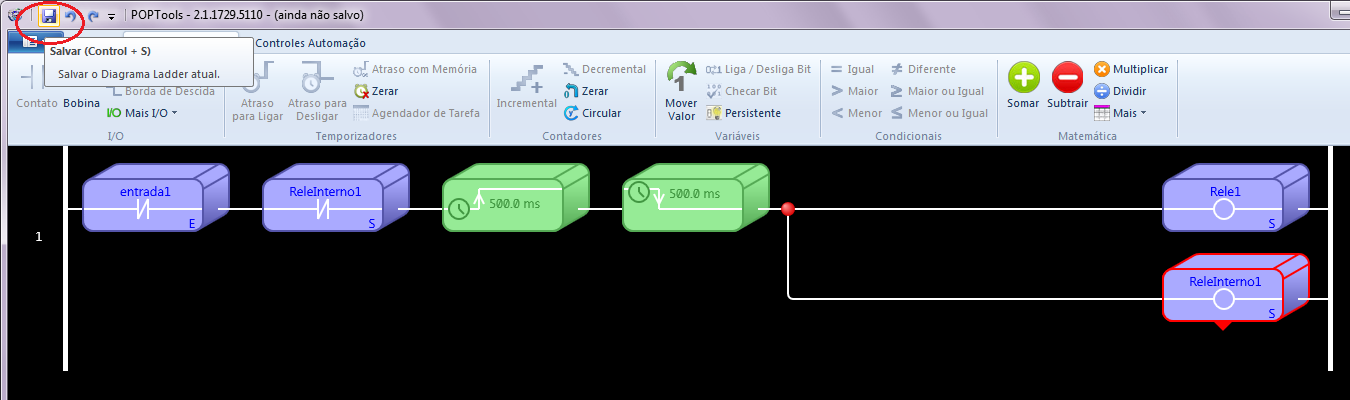 POPTools - 2.1.1729.5110 - (ainda não salvo)
Controles Automação
Salvar (Control + S)
Salvar o Diagrama Ladder atual.
Contato
Bobina
Borda de Descida
I/O Mais I/O
I/O
Atraso para Ligar
Atraso para Desligar
Atraso com Memória
Zerar
Agendador de Tarefa
Temporizadores
Incremental
Decremental
Zerar
Circular
Contadores
Mover Valor
Liga / Desliga Bit
Checar Bit
Persistente
Variáveis
= Igual
≠ Diferente
> Maior
≥ Maior ou Igual
< Menor
≤ Menor ou Igual
Condicionais
Somar
Subtrair
Multiplicar
Dividir
Mais
Matemática
entrada1
E
ReleInterno1
S
500.0 ms
500.0 ms
Rele1
S
1
ReleInterno1
S